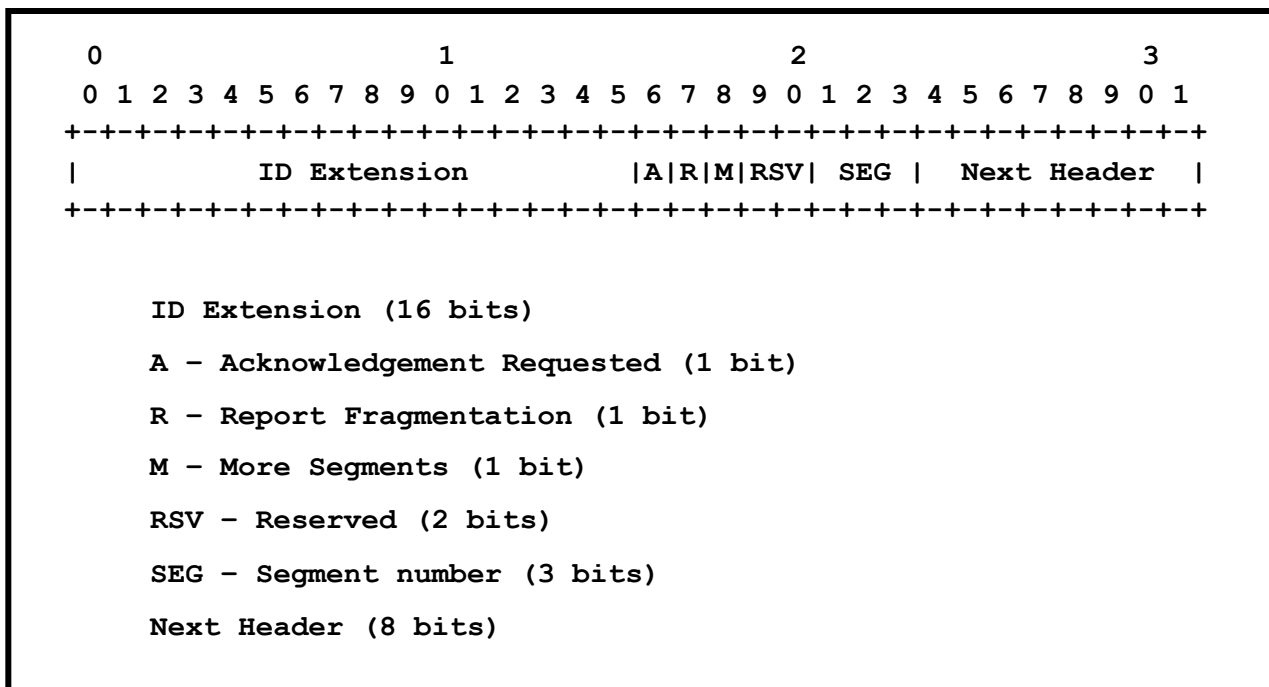 0                   1                   2                   3
0 1 2 3 4 5 6 7 8 9 0 1 2 3 4 5 6 7 8 9 0 1 2 3 4 5 6 7 8 9 0 1
+-+-+-+-+-+-+-+-+-+-+-+-+-+-+-+-+-+-+-+-+-+-+-+-+-+-+-+-+-+-+-+-+
|          ID Extension         |A|R|M|RSV| SEG |  Next Header  |
+-+-+-+-+-+-+-+-+-+-+-+-+-+-+-+-+-+-+-+-+-+-+-+-+-+-+-+-+-+-+-+-+
ID Extension (16 bits)
A – Acknowledgement Requested (1 bit)
R – Report Fragmentation (1 bit)
M – More Segments (1 bit)
RSV – Reserved (2 bits)
SEG – Segment number (3 bits)
Next Header (8 bits)